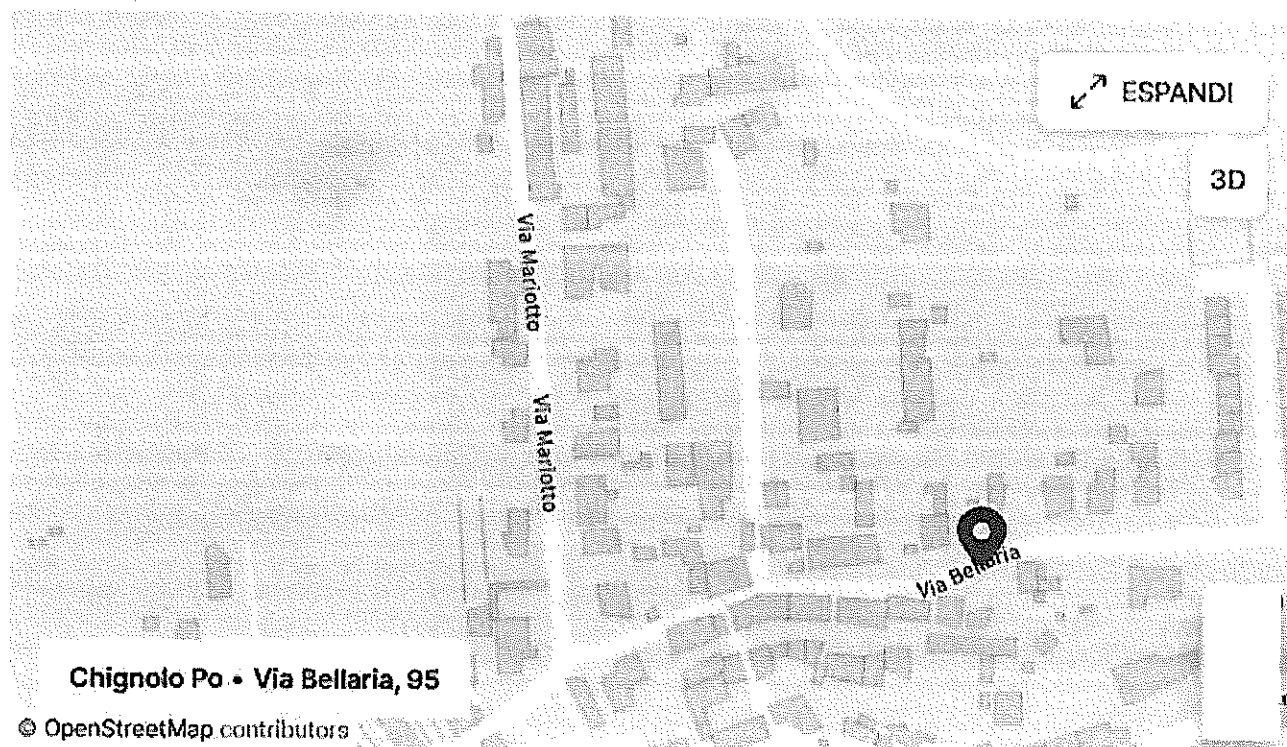 ESPANDI
3D
Via Mariotto
Via Mariotto
Via Bellaria
Chignolo Po • Via Bellaria, 95
© OpenStreetMap contributors